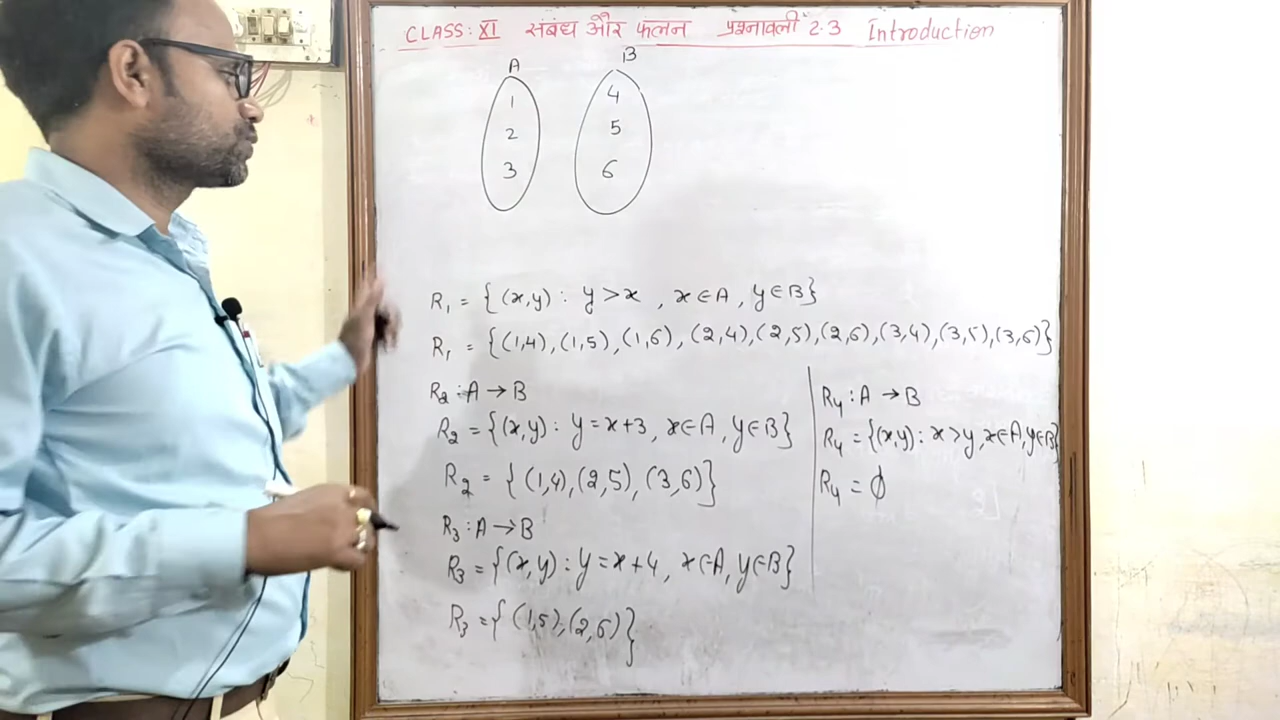 CLASS: XI संबंध और फलन प्रश्नावली 2.3 Introduction
A B
1 4
2 5
3 6
R₁ = {(x,y) : y > x , x ∈ A , y ∈ B}
R₁ = {(1,4),(1,5),(1,6),(2,4),(2,5),(2,6),(3,4),(3,5),(3,6)}
R₂ : A → B
R₂ = {(x,y) : y = x+3, x ∈ A, y ∈ B}
R₂ = {(1,4),(2,5),(3,6)}
R₃ : A → B
R₃ = {(x,y) : y = x+4, x ∈ A, y ∈ B}
R₃ = {(1,5),(2,6)}
R₄ : A → B
R₄ = {(x,y) : x > y, x ∈ A, y ∈ B}
R₄ = ϕ